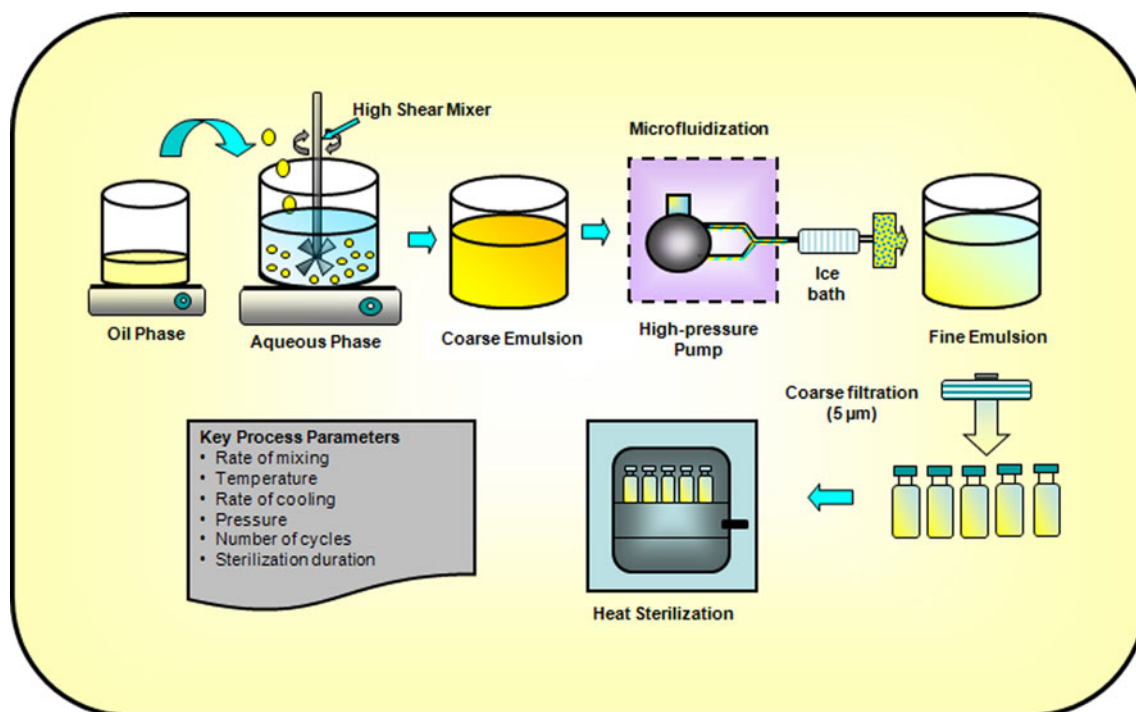 High Shear Mixer
Microfluidization
Oil Phase
Aqueous Phase
Coarse Emulsion
High-pressure
Pump
Ice
bath
Fine Emulsion
Coarse filtration
(5 µm)
Key Process Parameters
• Rate of mixing
• Temperature
• Rate of cooling
• Pressure
• Number of cycles
• Sterilization duration
Heat Sterilization